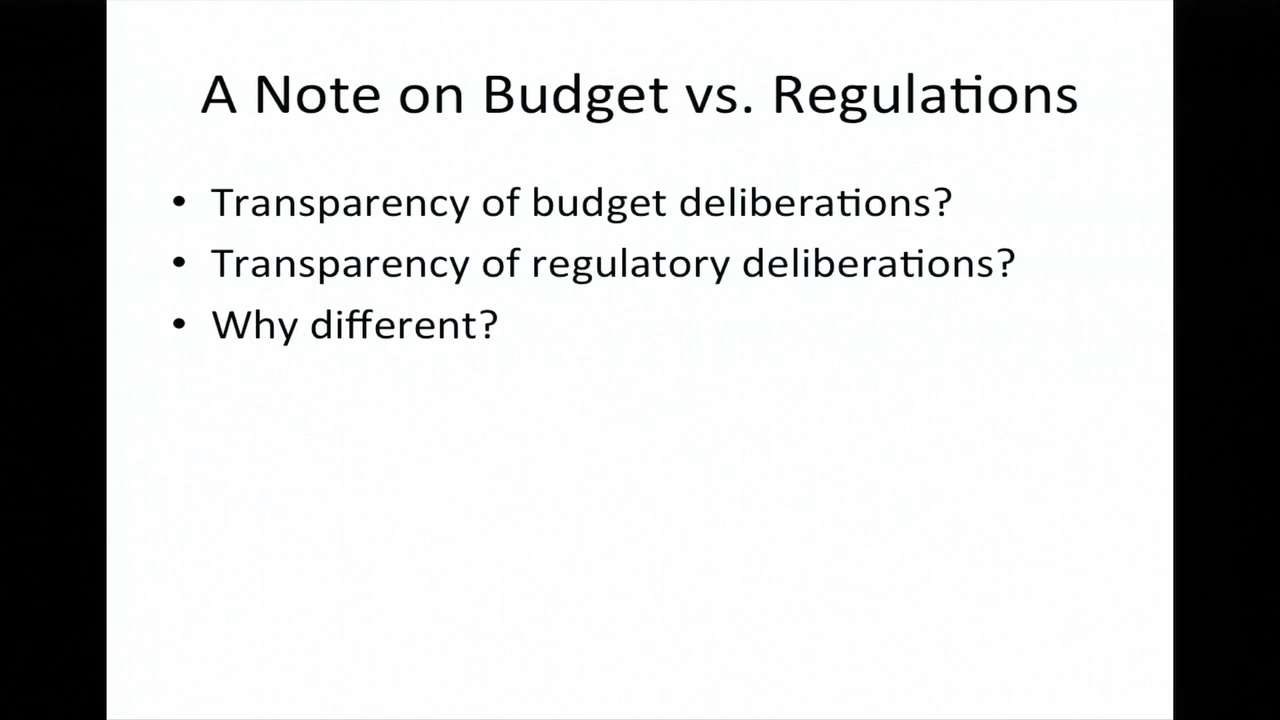 A Note on Budget vs. Regulations
• Transparency of budget deliberations?
• Transparency of regulatory deliberations?
• Why different?